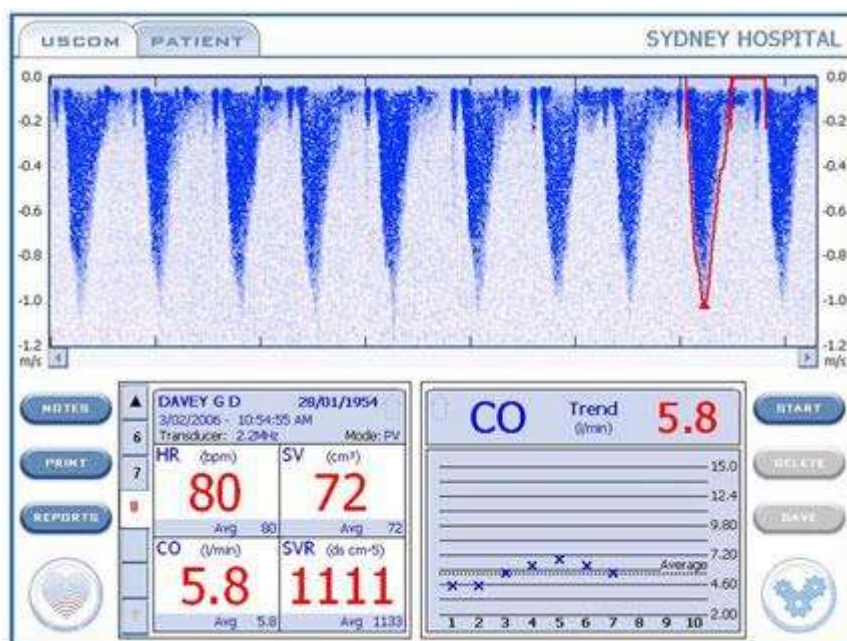 USCOM PATIENT SYDNEY HOSPITAL
0.0 0.0
-0.2 -0.2
-0.4 -0.4
-0.6 -0.6
-0.8 -0.8
-1.0 -1.0
-1.2 -1.2
m/s m/s
NOTES
PRINT
REPORTS
6
7
8
DAVEY G D 28/01/1954
3/02/2006 - 10:54:55 AM
Transducer: 2.2MHz Mode: PV
HR (bpm) SV (cm³)
80 72
Avg 80 Avg 72
CO (l/min) SVR (ds cm-5)
5.8 1111
Avg 5.8 Avg 1133
CO Trend (l/min) 5.8
15.0
12.4
9.80
7.20
Average
4.60
2.00
1 2 3 4 5 6 7 8 9 10
START
DELETE
SAVE